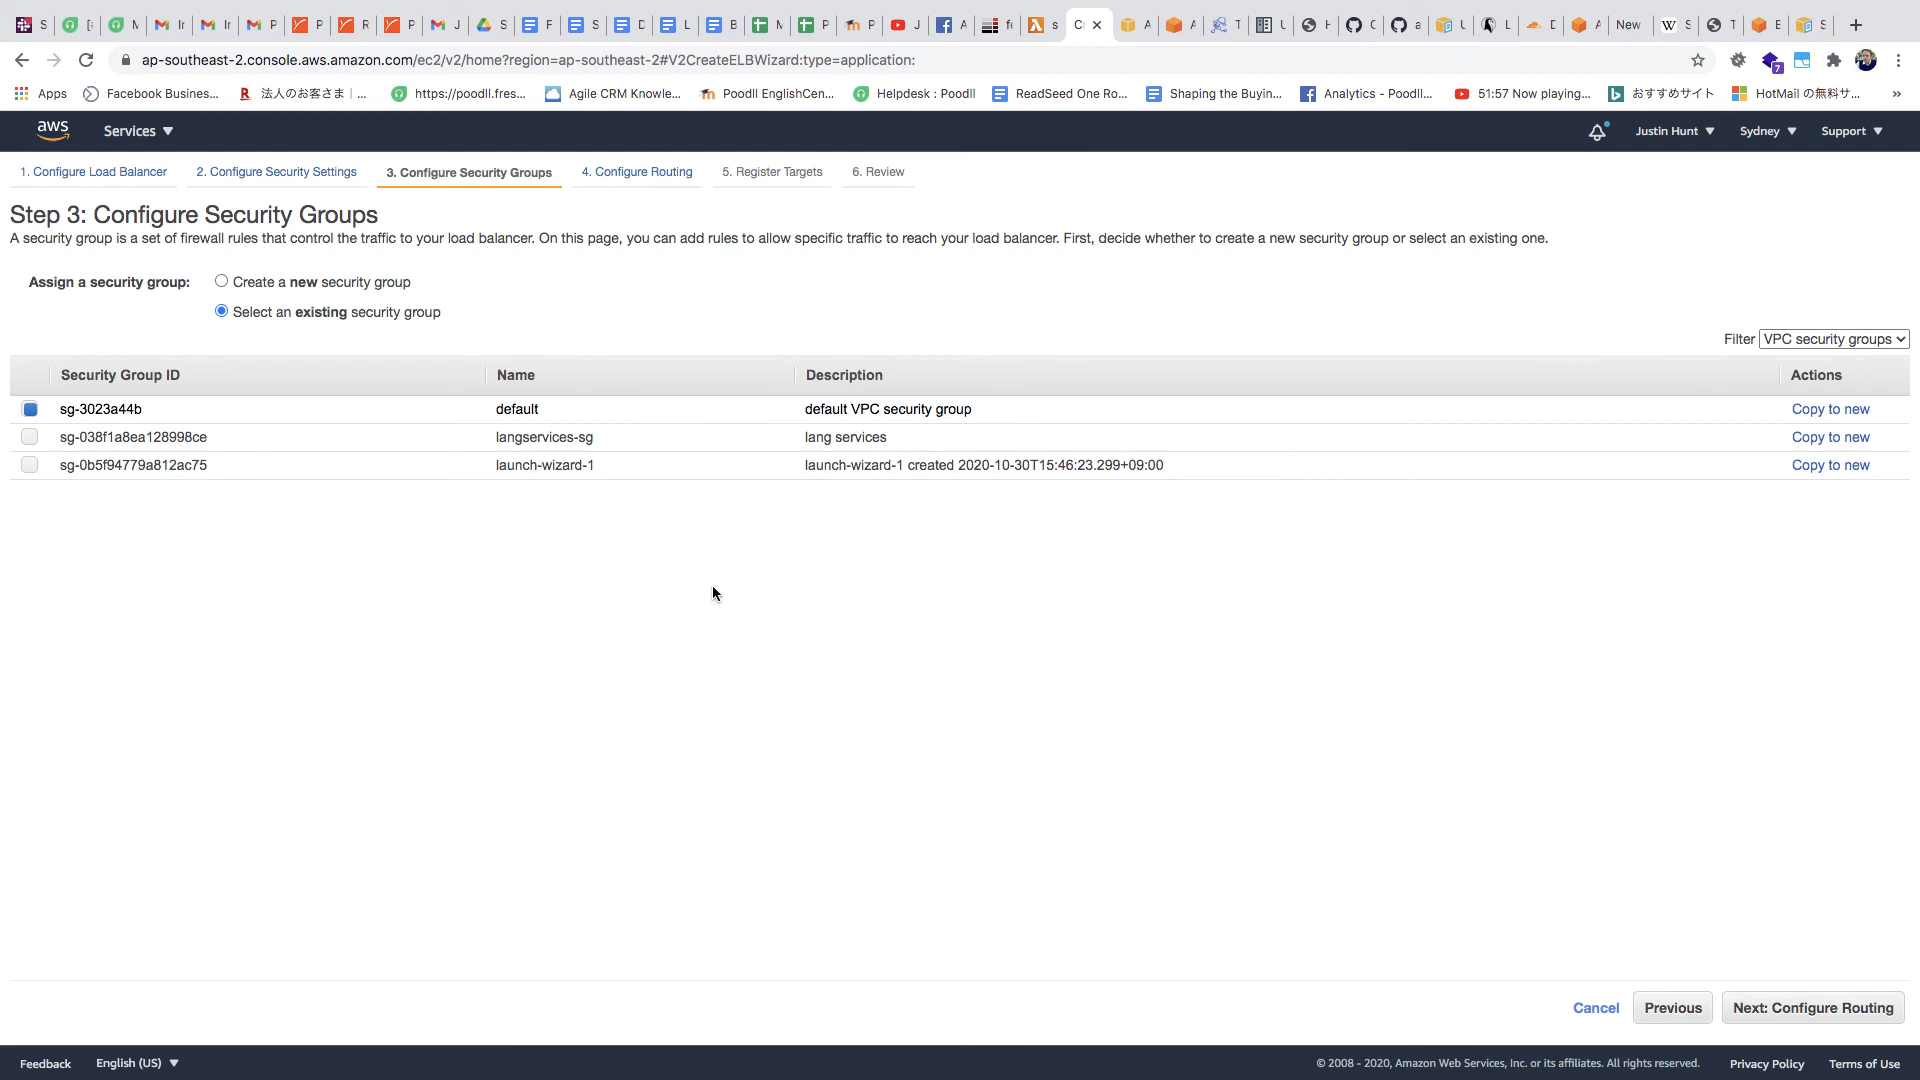 S
[
M
Ir
Ir
P
P
R
P
J
S
F
S
D
L
B
M
P
P
J
A
fe
s
C
A
A
T
U
H
C
a
U
L
D
A
New
S
T
E
S
ap-southeast-2.console.aws.amazon.com/ec2/v2/home?region=ap-southeast-2#V2CreateELBWizard:type=application:
7
Apps
Facebook Busines...
法人のお客さま | ...
https://poodll.fres...
Agile CRM Knowle...
Poodll EnglishCen...
Helpdesk : Poodll
ReadSeed One Ro...
Shaping the Buyin...
Analytics - Poodll...
51:57 Now playing...
おすすめサイト
HotMail の無料サ...
»
aws
Services
Justin Hunt
Sydney
Support
1. Configure Load Balancer
2. Configure Security Settings
3. Configure Security Groups
4. Configure Routing
5. Register Targets
6. Review
Step 3: Configure Security Groups
A security group is a set of firewall rules that control the traffic to your load balancer. On this page, you can add rules to allow specific traffic to reach your load balancer. First, decide whether to create a new security group or select an existing one.
Assign a security group:
Create a new security group
Select an existing security group
Filter VPC security groups
Security Group ID Name Description Actions
sg-3023a44b default default VPC security group Copy to new
sg-038f1a8ea128998ce langservices-sg lang services Copy to new
sg-0b5f94779a812ac75 launch-wizard-1 launch-wizard-1 created 2020-10-30T15:46:23.299+09:00 Copy to new
Cancel
Previous
Next: Configure Routing
Feedback
English (US)
© 2008 - 2020, Amazon Web Services, Inc. or its affiliates. All rights reserved.
Privacy Policy
Terms of Use